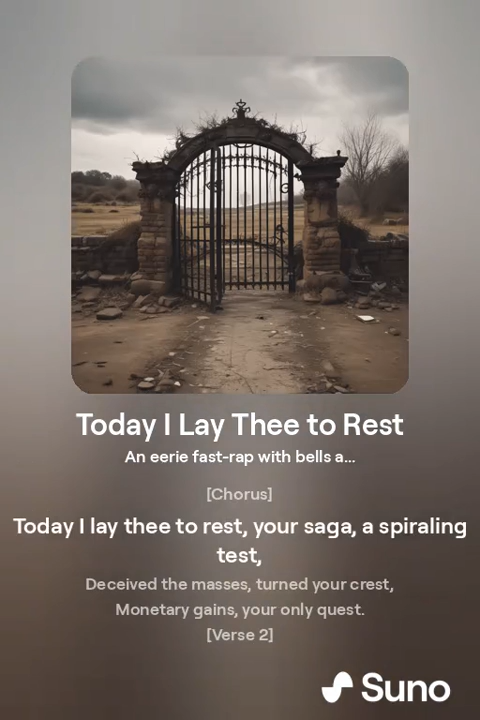 Today I Lay Thee to Rest
An eerie fast-rap with bells a...
[Chorus]
Today I lay thee to rest, your saga, a spiraling
test,
Deceived the masses, turned your crest,
Monetary gains, your only quest.
[Verse 2]
Suno